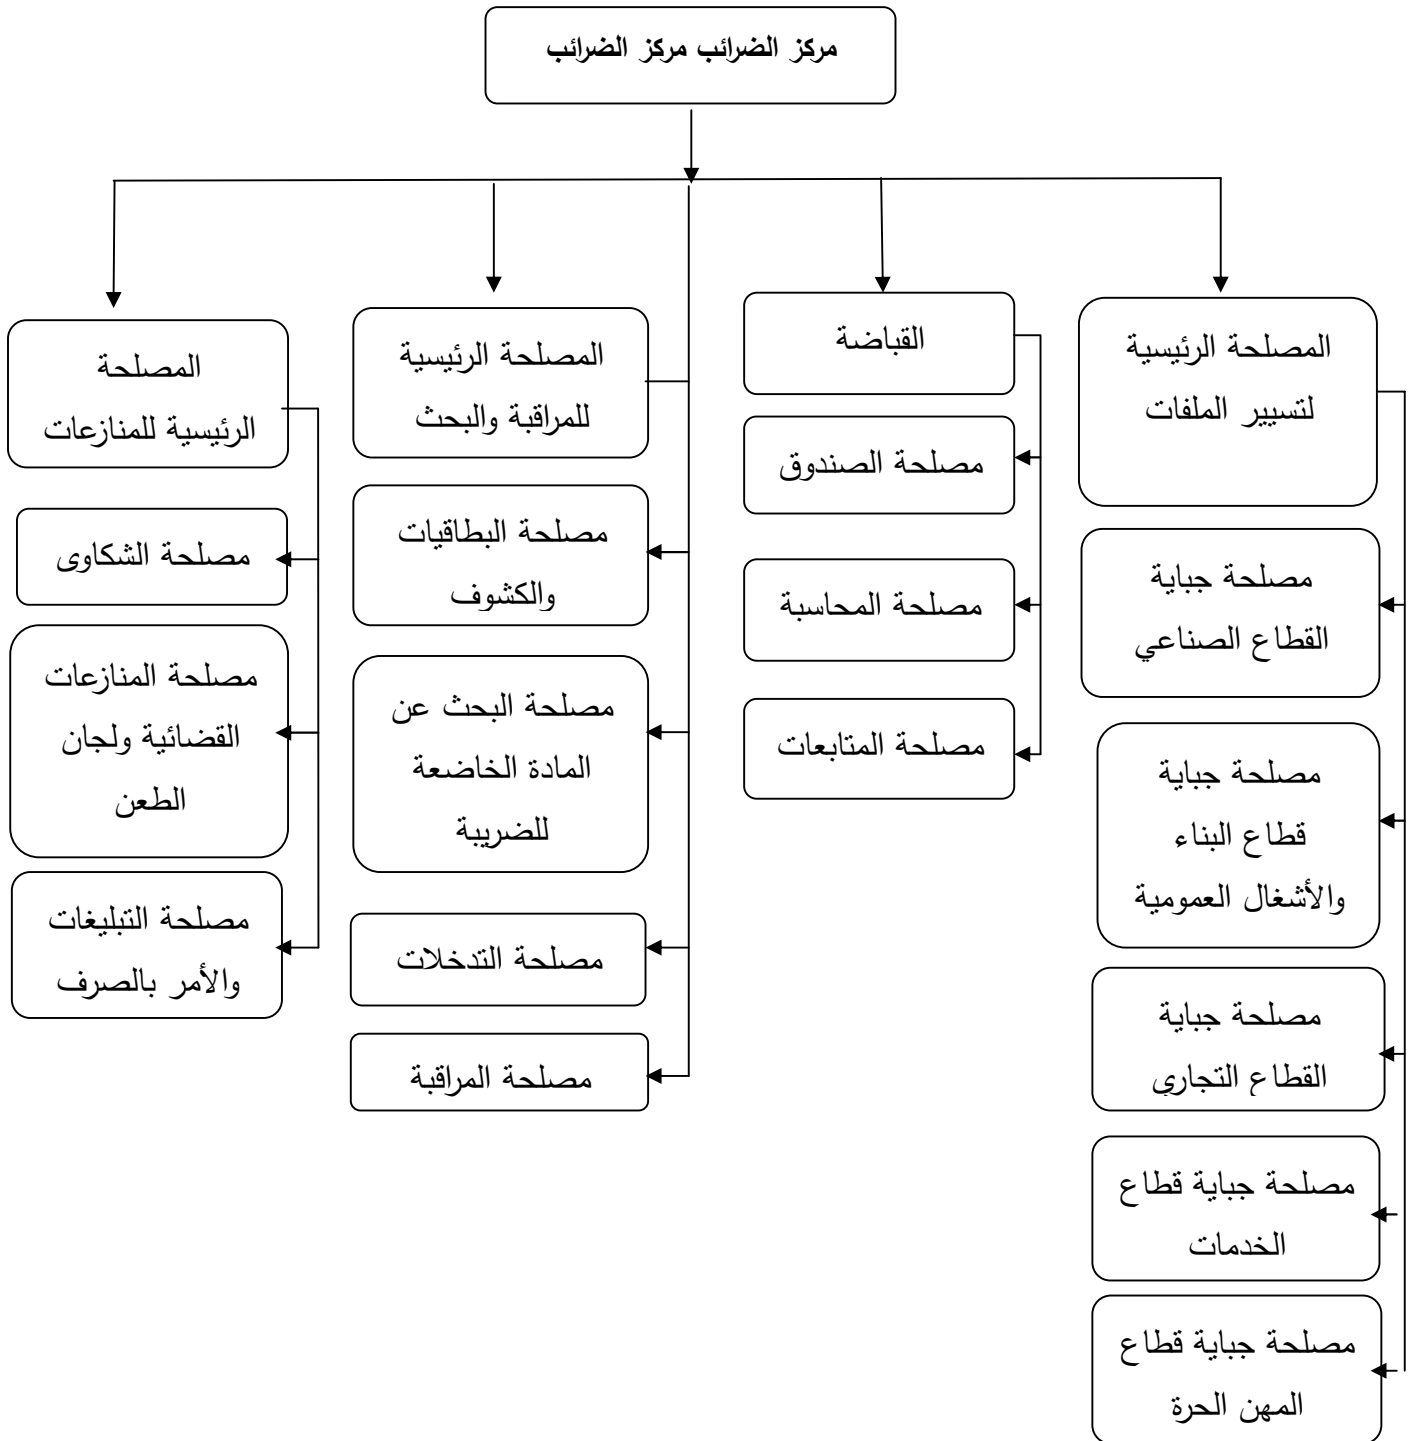 مركز الضرائب مركز الضرائب
المصلحة الرئيسية
لتسيير الملفات
مصلحة جباية
القطاع الصناعي
مصلحة جباية
قطاع البناء
والأشغال العمومية
مصلحة جباية
القطاع التجاري
مصلحة جباية قطاع
الخدمات
مصلحة جباية قطاع
المهن الحرة
القباضة
مصلحة الصندوق
مصلحة المحاسبة
مصلحة المتابعات
المصلحة الرئيسية
للمراقبة والبحث
مصلحة البطاقيات
والكشوف
مصلحة البحث عن
المادة الخاضعة
للضريبة
مصلحة التدخلات
مصلحة المراقبة
المصلحة
الرئيسية للمنازعات
مصلحة الشكاوى
مصلحة المنازعات
القضائية ولجان
الطعن
مصلحة التبليغات
والأمر بالصرف